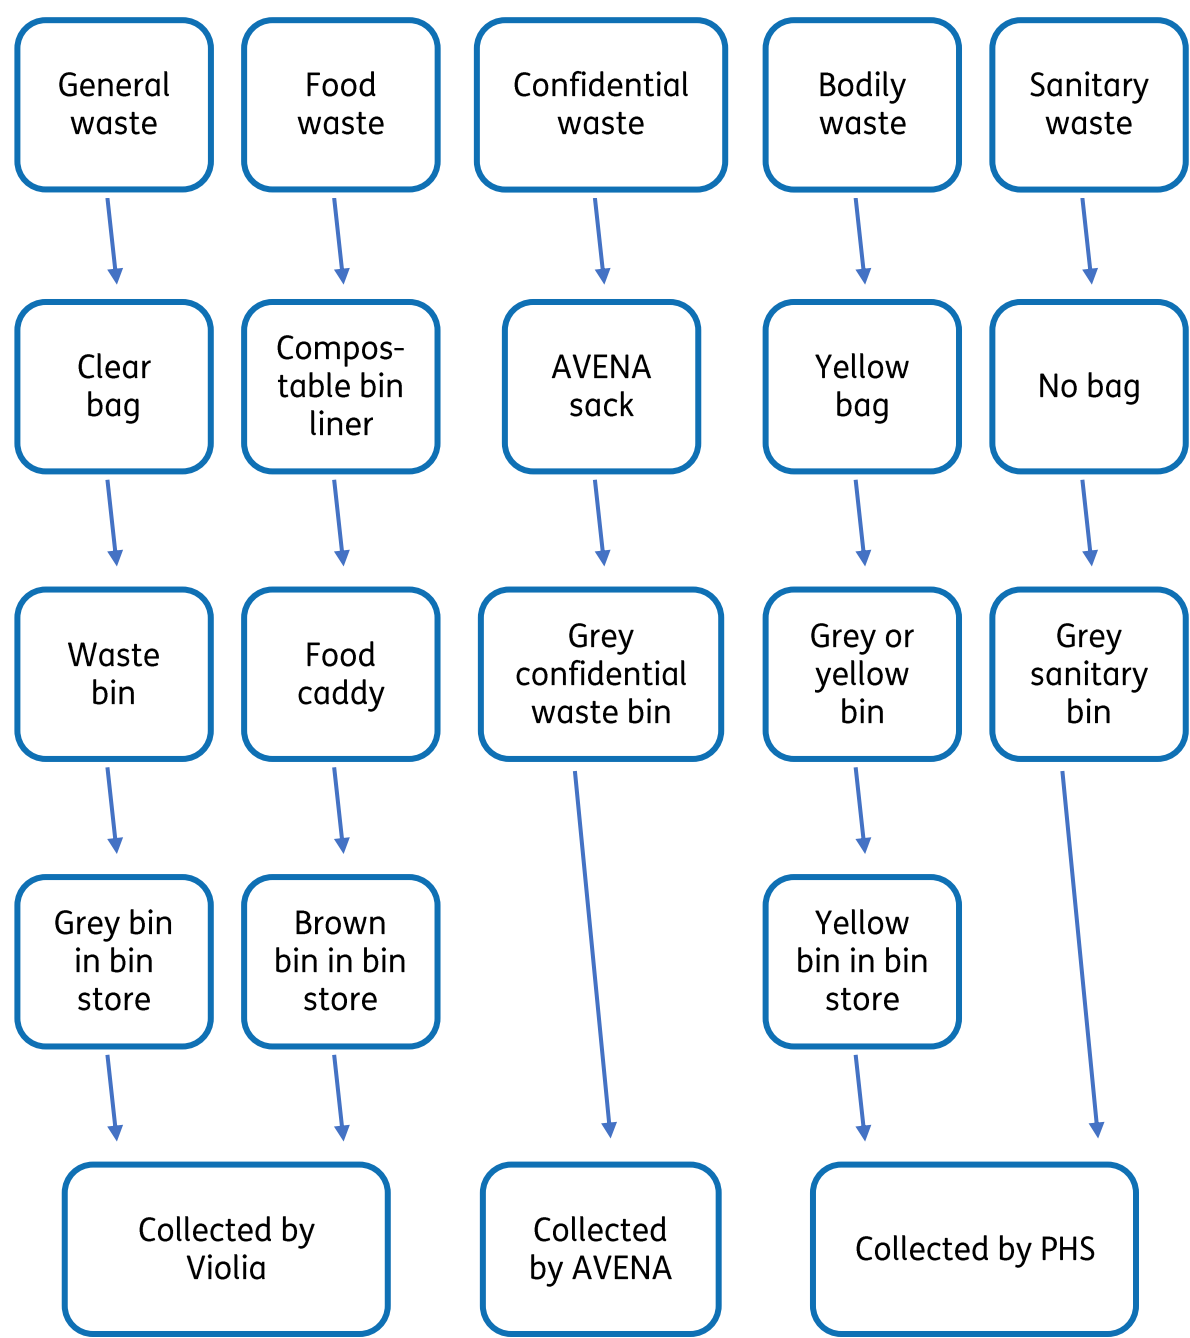 General
waste
Food
waste
Confidential
waste
Bodily
waste
Sanitary
waste
Clear
bag
Compos-
table bin
liner
AVENA
sack
Yellow
bag
No bag
Waste
bin
Food
caddy
Grey
confidential
waste bin
Grey or
yellow
bin
Grey
sanitary
bin
Grey bin
in bin
store
Brown
bin in bin
store
Yellow
bin in bin
store
Collected by
Violia
Collected
by AVENA
Collected by PHS